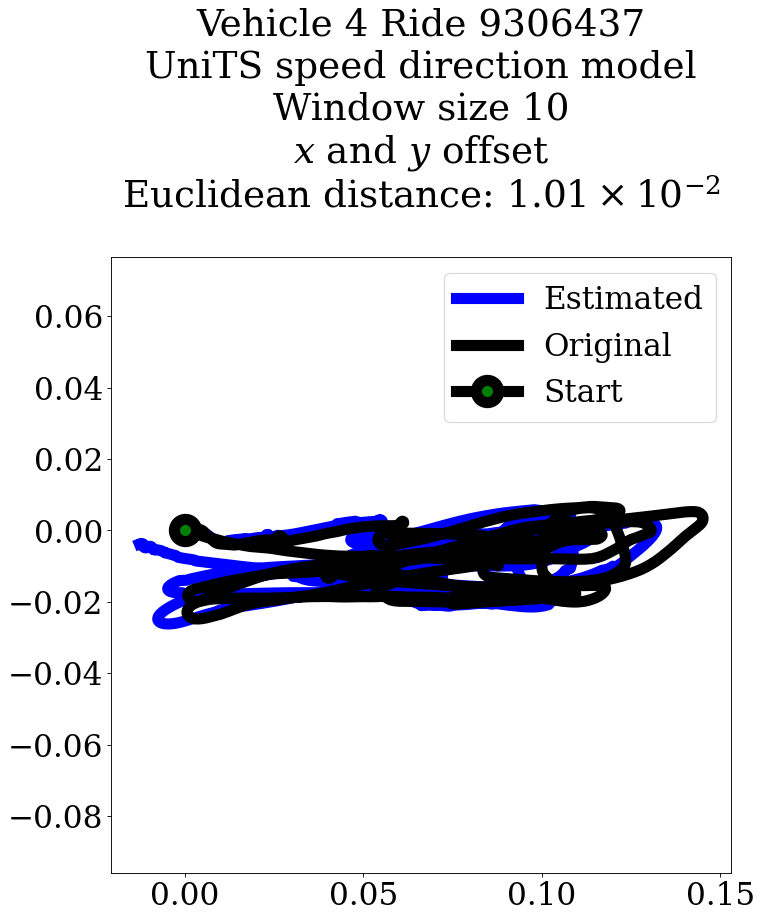 Vehicle 4 Ride 9306437
UniTS speed direction model
Window size 10
x and y offset
Euclidean distance: 1.01 × 10⁻²
Estimated
Original
Start
0.06
0.04
0.02
0.00
−0.02
−0.04
−0.06
−0.08
0.00 0.05 0.10 0.15